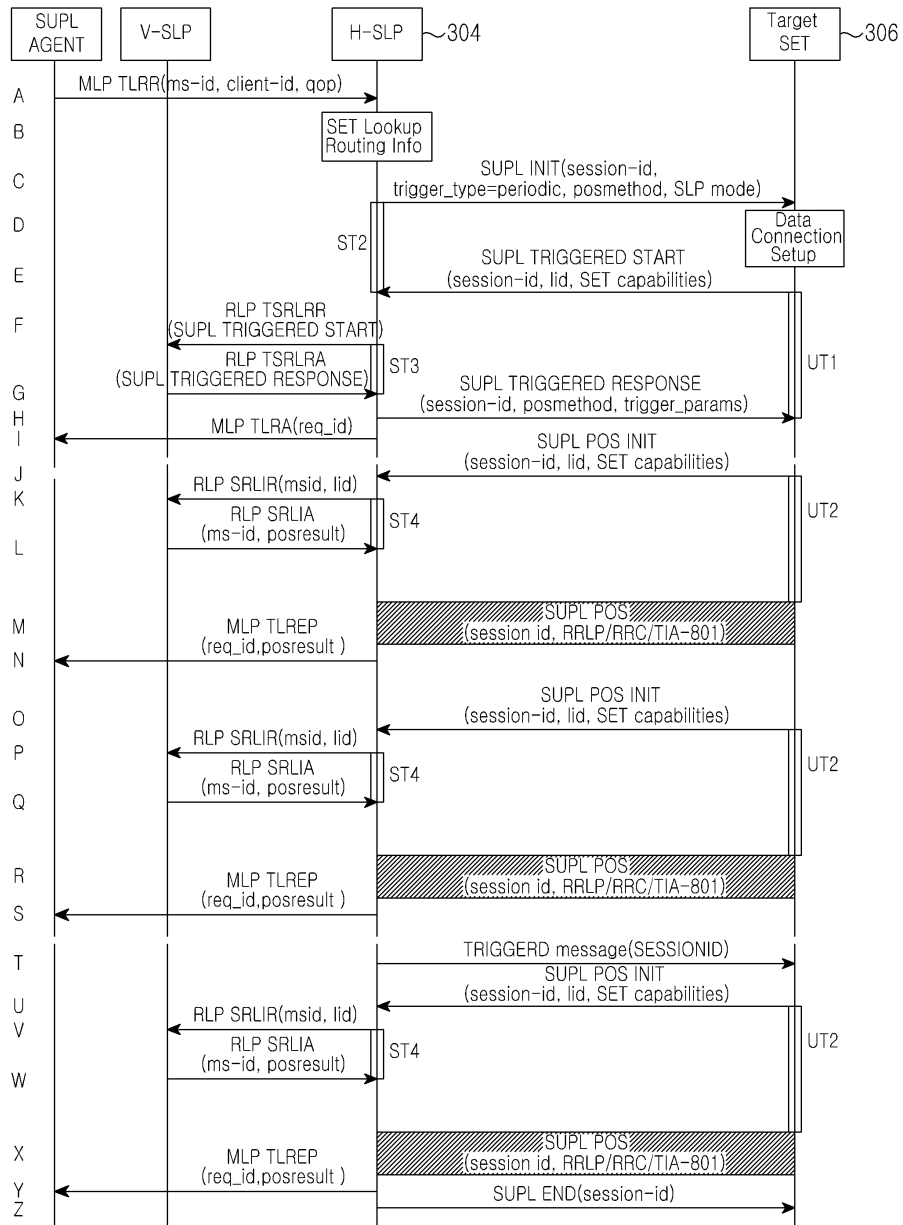 SUPL
AGENT
V-SLP
H-SLP
304
Target
SET
306
A
MLP TLRR(ms-id, client-id, qop)
B
SET Lookup
Routing Info
C
SUPL INIT(session-id,
trigger_type=periodic, posmethod, SLP mode)
D
ST2
Data
Connection
Setup
E
SUPL TRIGGERED START
(session-id, lid, SET capabilities)
F
RLP TSRLRR
(SUPL TRIGGERED START)
RLP TSRLRA
(SUPL TRIGGERED RESPONSE)
ST3
UT1
G
SUPL TRIGGERED RESPONSE
(session-id, posmethod, trigger_params)
H
I
MLP TLRA(req_id)
SUPL POS INIT
(session-id, lid, SET capabilities)
J
K
RLP SRLIR(msid, lid)
RLP SRLIA
(ms-id, posresult)
ST4
UT2
L
M
SUPL POS
(session id, RRLP/RRC/TIA-801)
MLP TLREP
(req_id,posresult )
N
SUPL POS INIT
(session-id, lid, SET capabilities)
O
P
RLP SRLIR(msid, lid)
RLP SRLIA
(ms-id, posresult)
ST4
UT2
Q
R
SUPL POS
(session id, RRLP/RRC/TIA-801)
MLP TLREP
(req_id,posresult )
S
T
TRIGGERD message(SESSIONID)
SUPL POS INIT
(session-id, lid, SET capabilities)
U
V
RLP SRLIR(msid, lid)
RLP SRLIA
(ms-id, posresult)
ST4
UT2
W
X
SUPL POS
(session id, RRLP/RRC/TIA-801)
MLP TLREP
(req_id,posresult )
Y
Z
SUPL END(session-id)